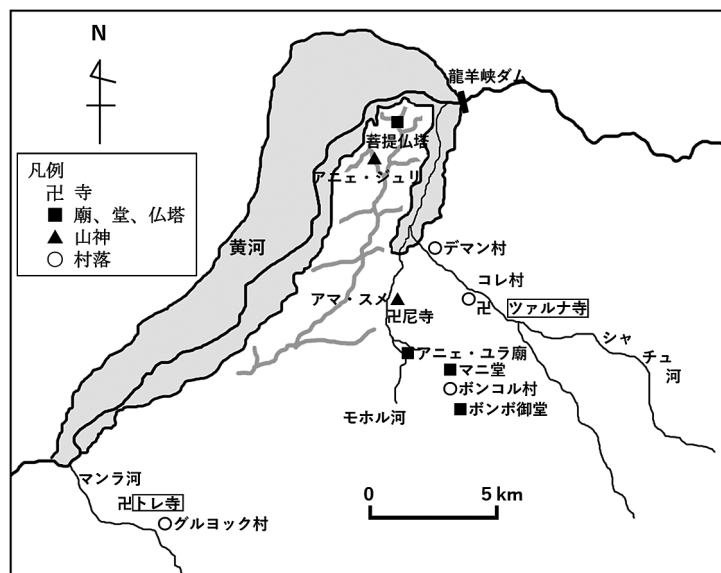 N
龍羊峡ダム
菩提仏塔
アニェ・ジュリ
凡例
卍 寺
■ 廟、堂、仏塔
▲ 山神
○ 村落
黄河
デマン村
コレ村
アマ・スメ
卍尼寺
卍
ツァルナ寺
シャ
チュ
河
アニェ・ユラ廟
マニ堂
ボンコル村
ボンポ御堂
モホル河
マンラ河
卍トレ寺
グルヨック村
0 5 km